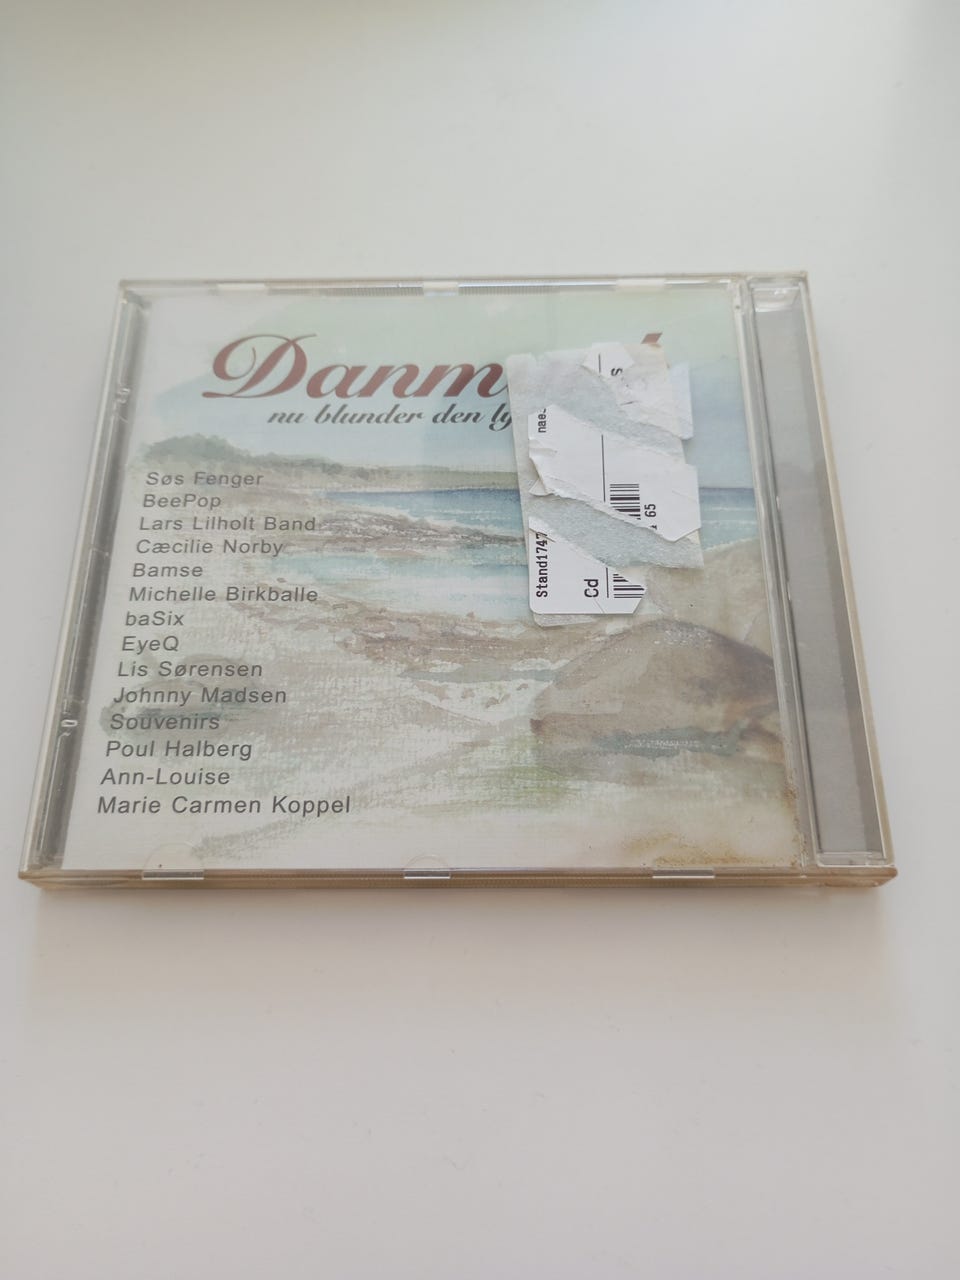 Danm
nu blunder den ly
Søs Fenger
BeePop
Lars Lilholt Band
Cæcilie Norby
Bamse
Michelle Birkballe
baSix
EyeQ
Lis Sørensen
Johnny Madsen
Souvenirs
Poul Halberg
Ann-Louise
Marie Carmen Koppel
Stand1747
Cd
65